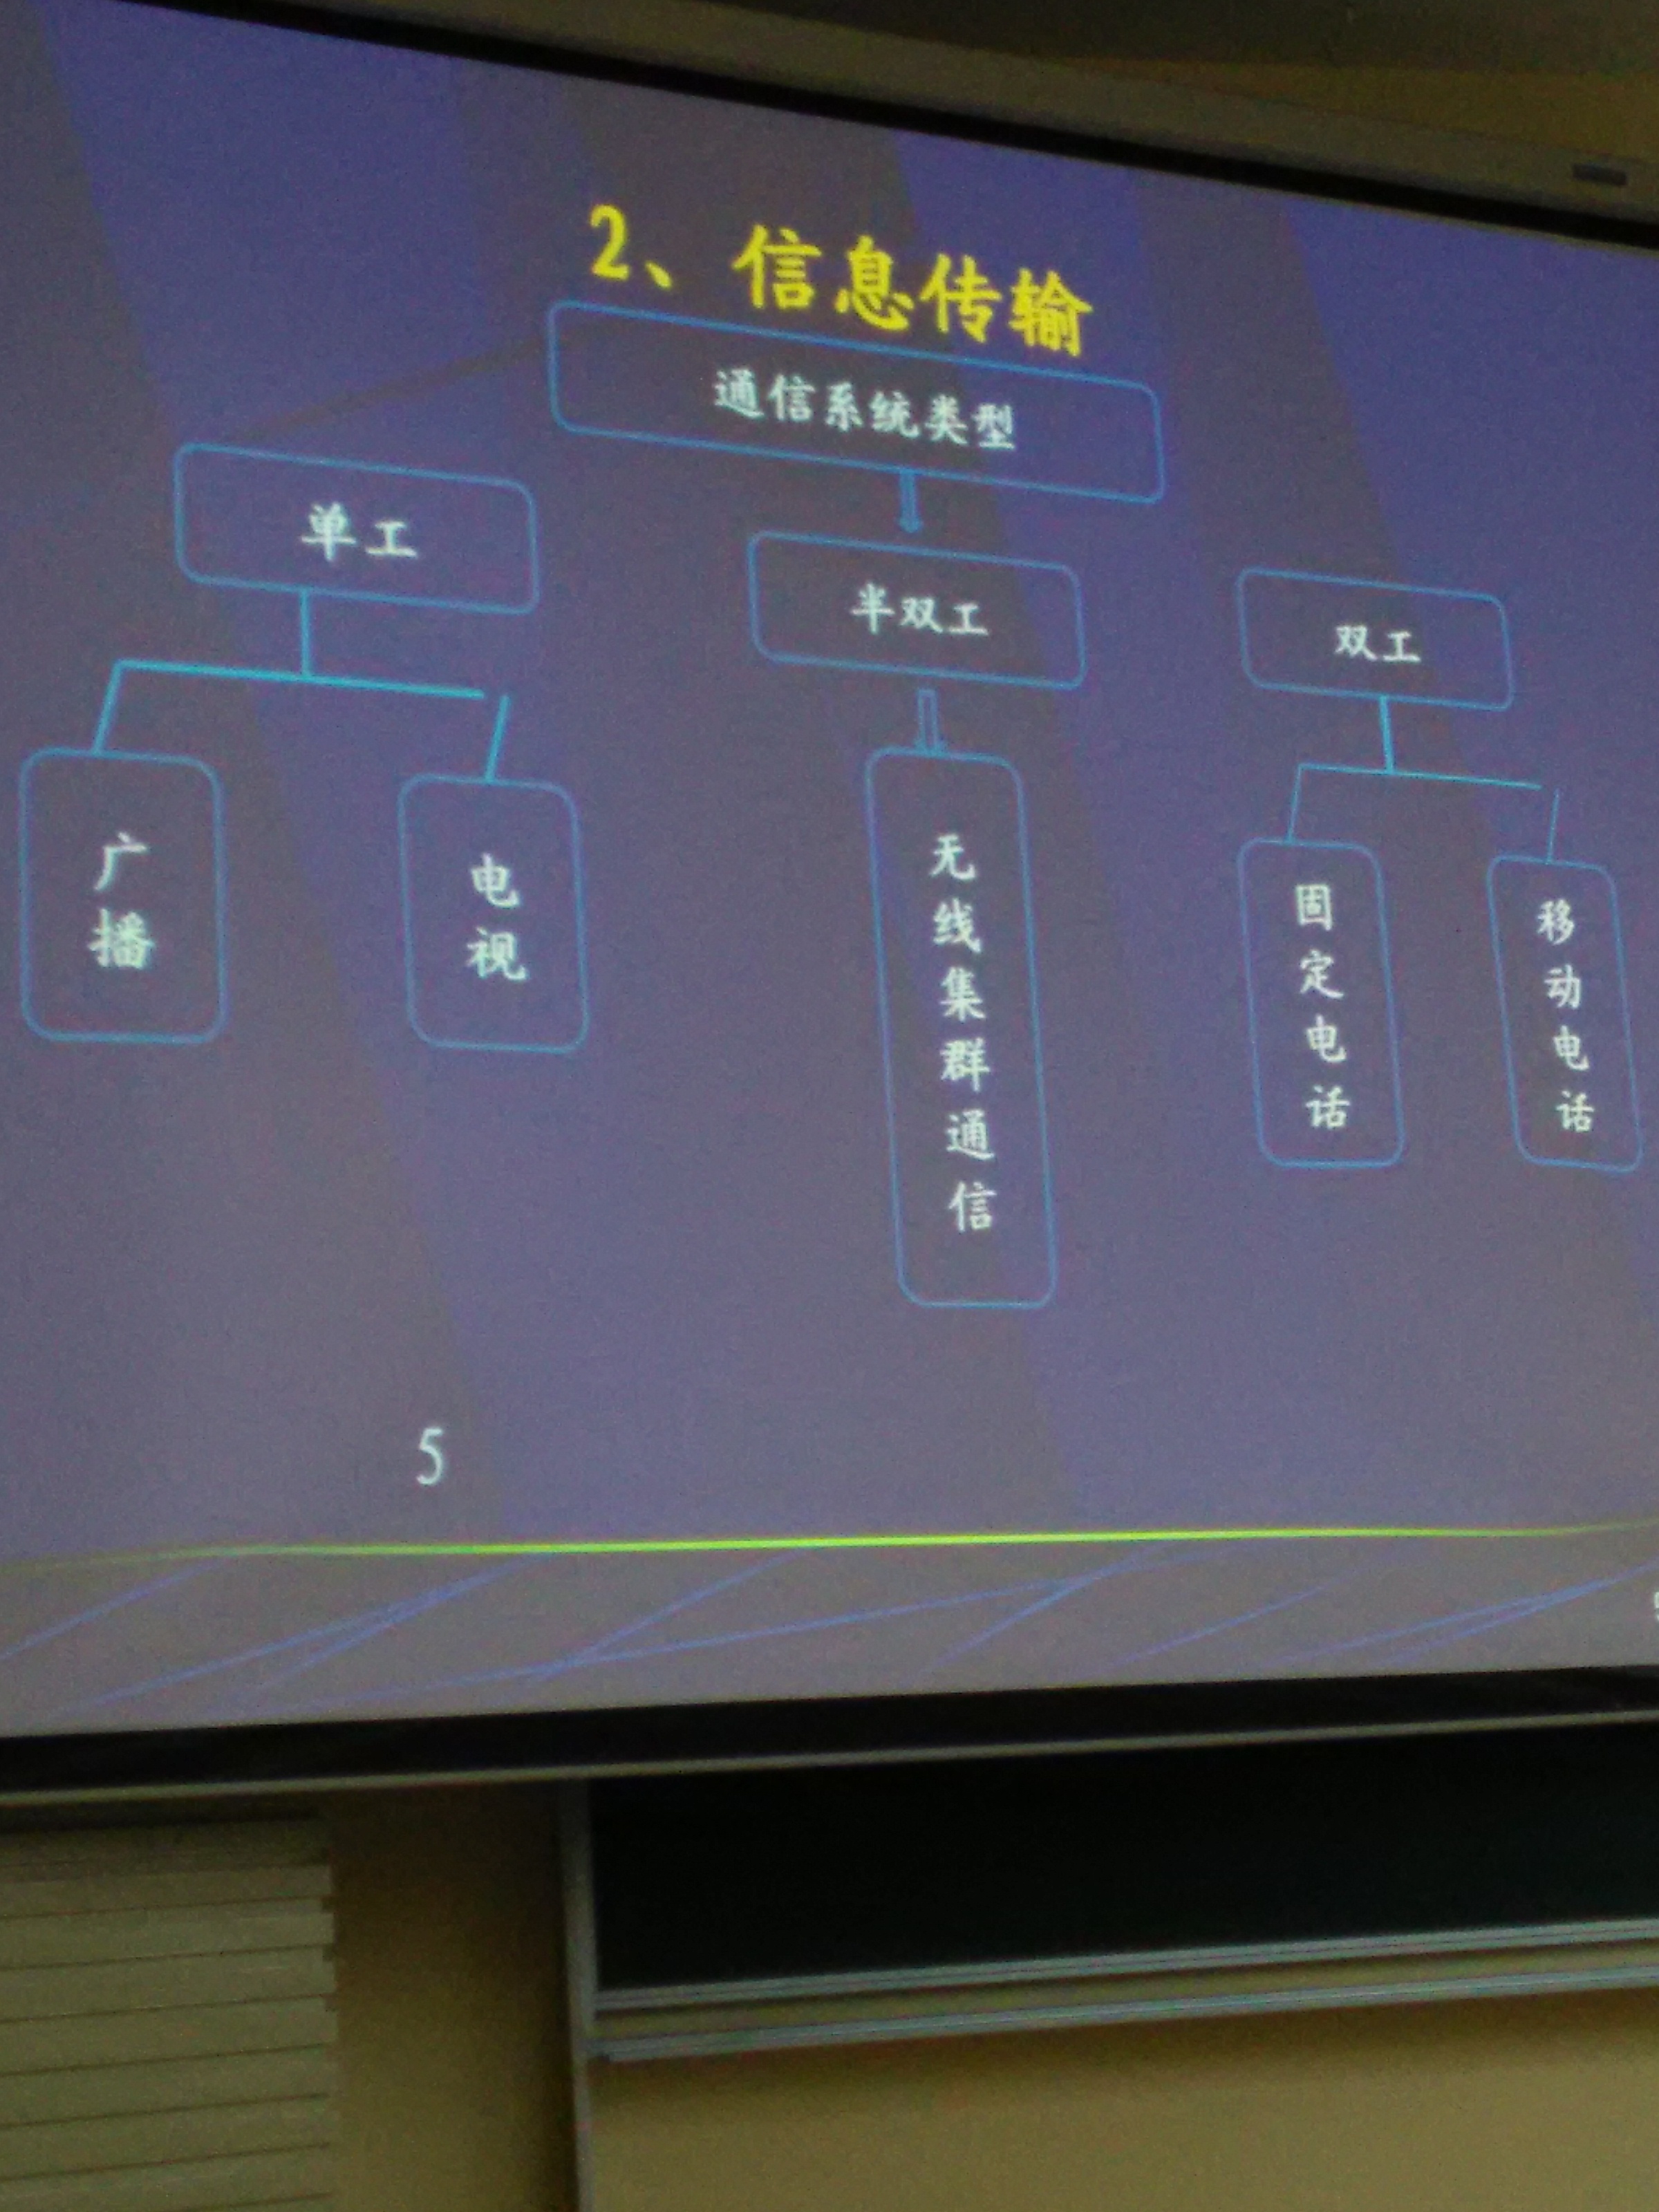 2、信息传输
通信系统类型
单工
半双工
双工
广播
电视
无线集群通信
固定电话
移动电话
5